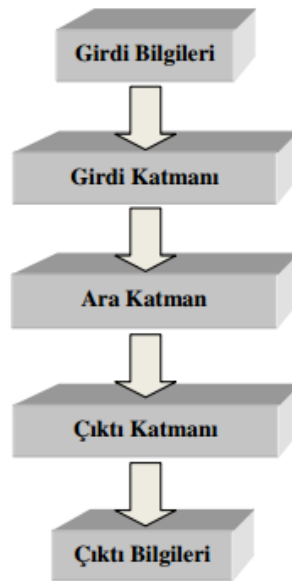 Girdi Bilgileri
Girdi Katmanı
Ara Katman
Çıktı Katmanı
Çıktı Bilgileri